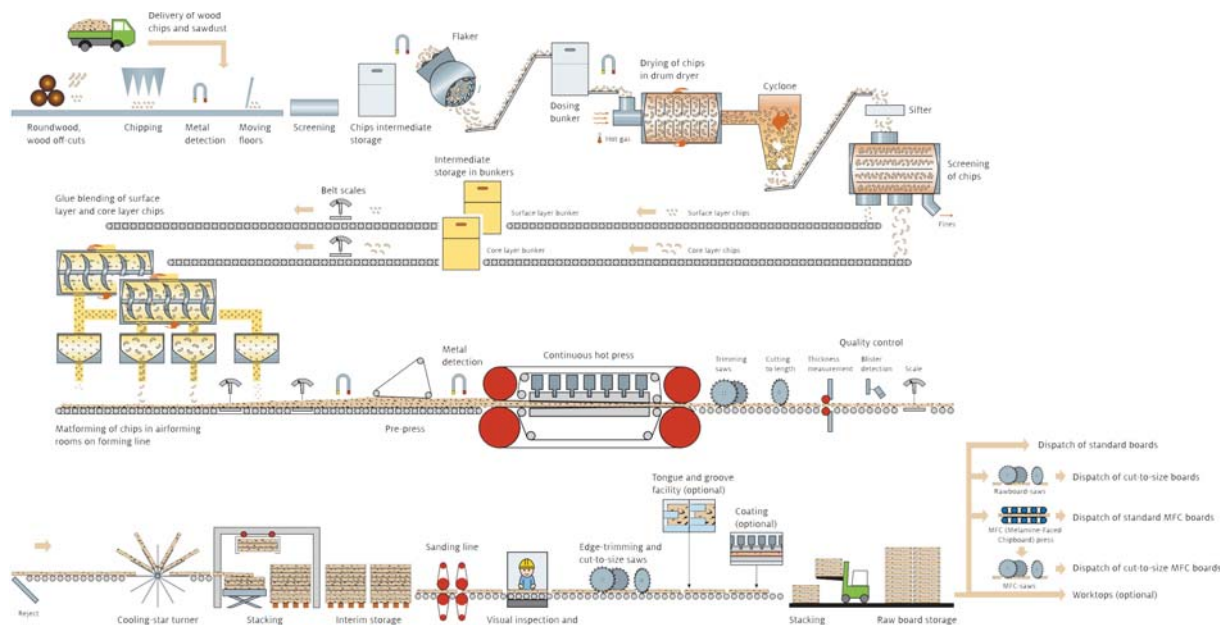 Delivery of wood
chips and sawdust
Roundwood,
wood off-cuts
Chipping
Metal
detection
Moving
floors
Screening
Chips intermediate
storage
Flaker
Dosing
bunker
Drying of chips
in drum dryer
Hot gas
Cyclone
Sifter
Screening
of chips
Fines
Glue blending of surface
layer and core layer chips
Belt scales
Intermediate
storage in bunkers
Surface layer bunker
Surface layer chips
Core layer bunker
Core layer chips
Matforming of chips in airforming
rooms on forming line
Pre-press
Metal
detection
Continuous hot press
Trimming
saws
Cutting
to length
Quality control
Thickness
measurement
Blister
detection
Scale
Reject
Cooling-star turner
Stacking
Interim storage
Sanding line
Visual inspection and
Edge-trimming and
cut-to-size saws
Tongue and groove
facility (optional)
Coating
(optional)
Stacking
Raw board storage
Dispatch of standard boards
Rawboard-saws
Dispatch of cut-to-size boards
MFC (Melamine-Faced
Chipboard) press
Dispatch of standard MFC boards
MFC-saws
Dispatch of cut-to-size MFC boards
Worktops (optional)